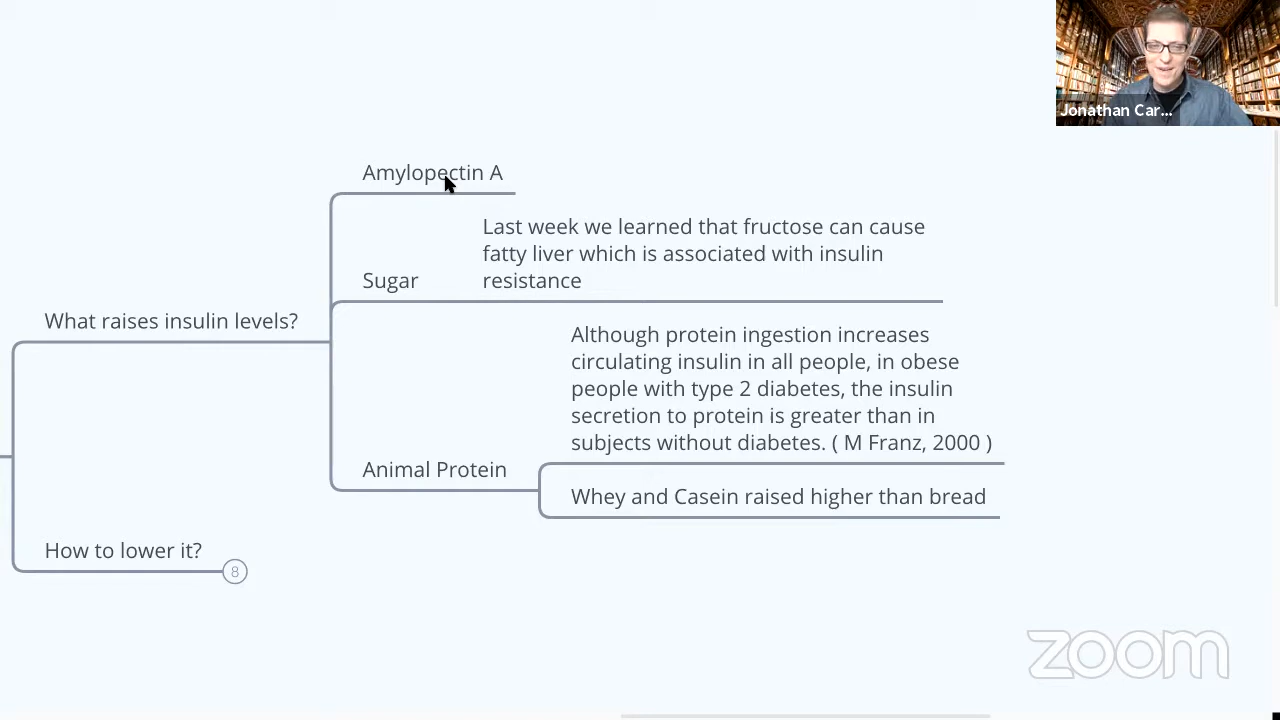 Jonathan Car...
Amylopectin A
Last week we learned that fructose can cause
fatty liver which is associated with insulin
resistance
Sugar
What raises insulin levels?
Although protein ingestion increases
circulating insulin in all people, in obese
people with type 2 diabetes, the insulin
secretion to protein is greater than in
subjects without diabetes. ( M Franz, 2000 )
Animal Protein
Whey and Casein raised higher than bread
How to lower it?
8
zoom